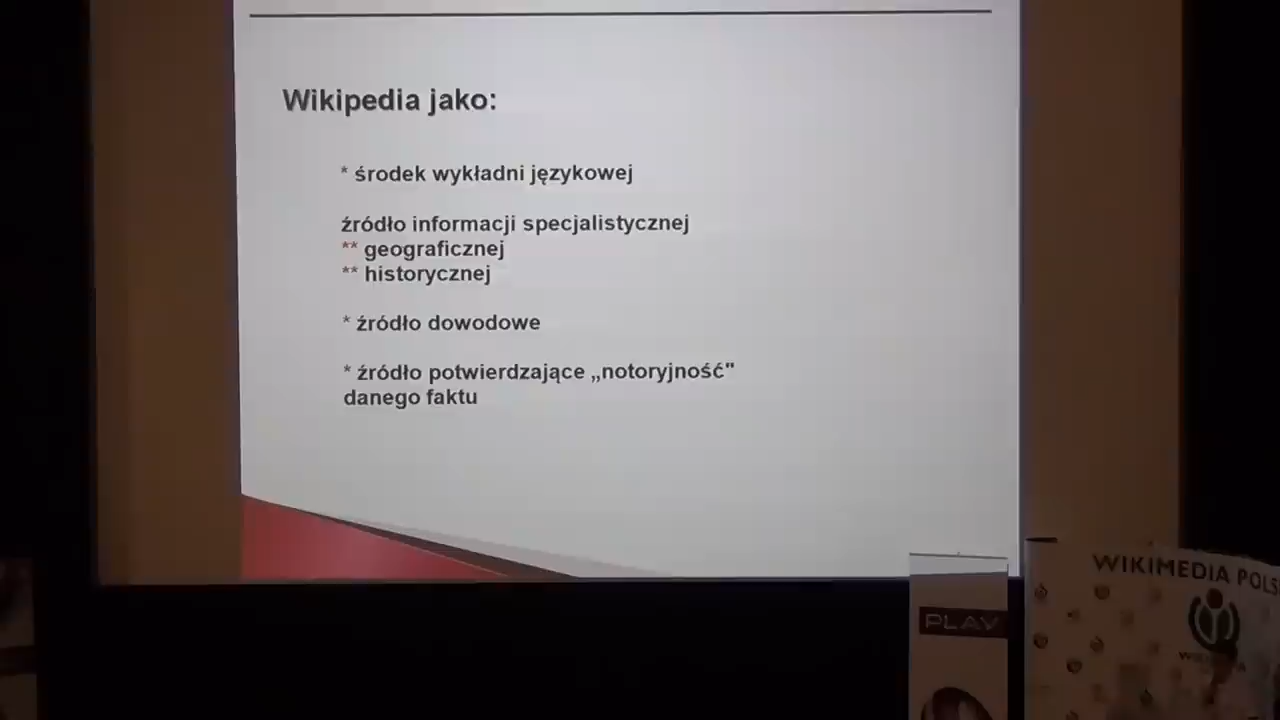 Wikipedia jako:
* środek wykładni językowej
źródło informacji specjalistycznej
** geograficznej
** historycznej
* źródło dowodowe
* źródło potwierdzające „notoryjność"
danego faktu
PLAY
WIKIMEDIA POLS